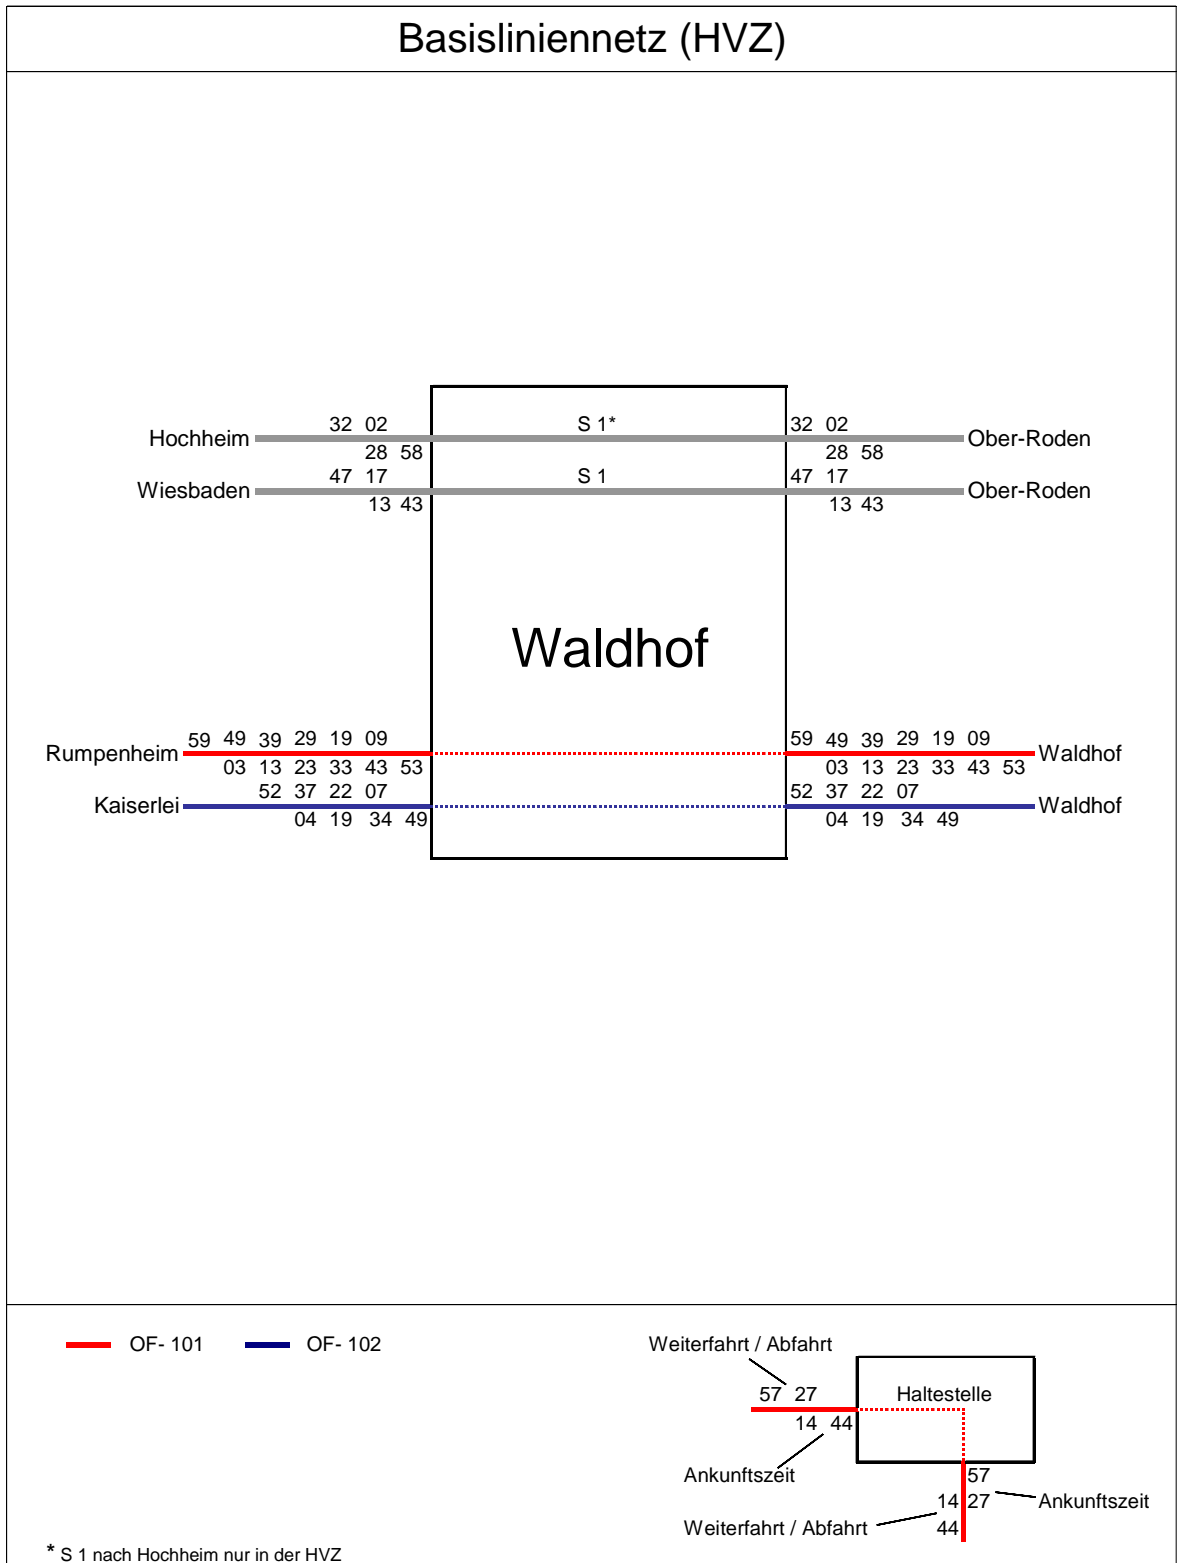 Basisliniennetz (HVZ)
32 02 S 1* 32 02
Hochheim Ober-Roden
28 58 28 58
47 17 S 1 47 17
Wiesbaden Ober-Roden
13 43 13 43
Waldhof
59 49 39 29 19 09 59 49 39 29 19 09
Rumpenheim Waldhof
03 13 23 33 43 53 03 13 23 33 43 53
52 37 22 07 52 37 22 07
Kaiserlei Waldhof
04 19 34 49 04 19 34 49
OF- 101 OF- 102
Weiterfahrt / Abfahrt
57 27 Haltestelle
14 44
Ankunftszeit 57
14 27 Ankunftszeit
Weiterfahrt / Abfahrt 44
* S 1 nach Hochheim nur in der HVZ